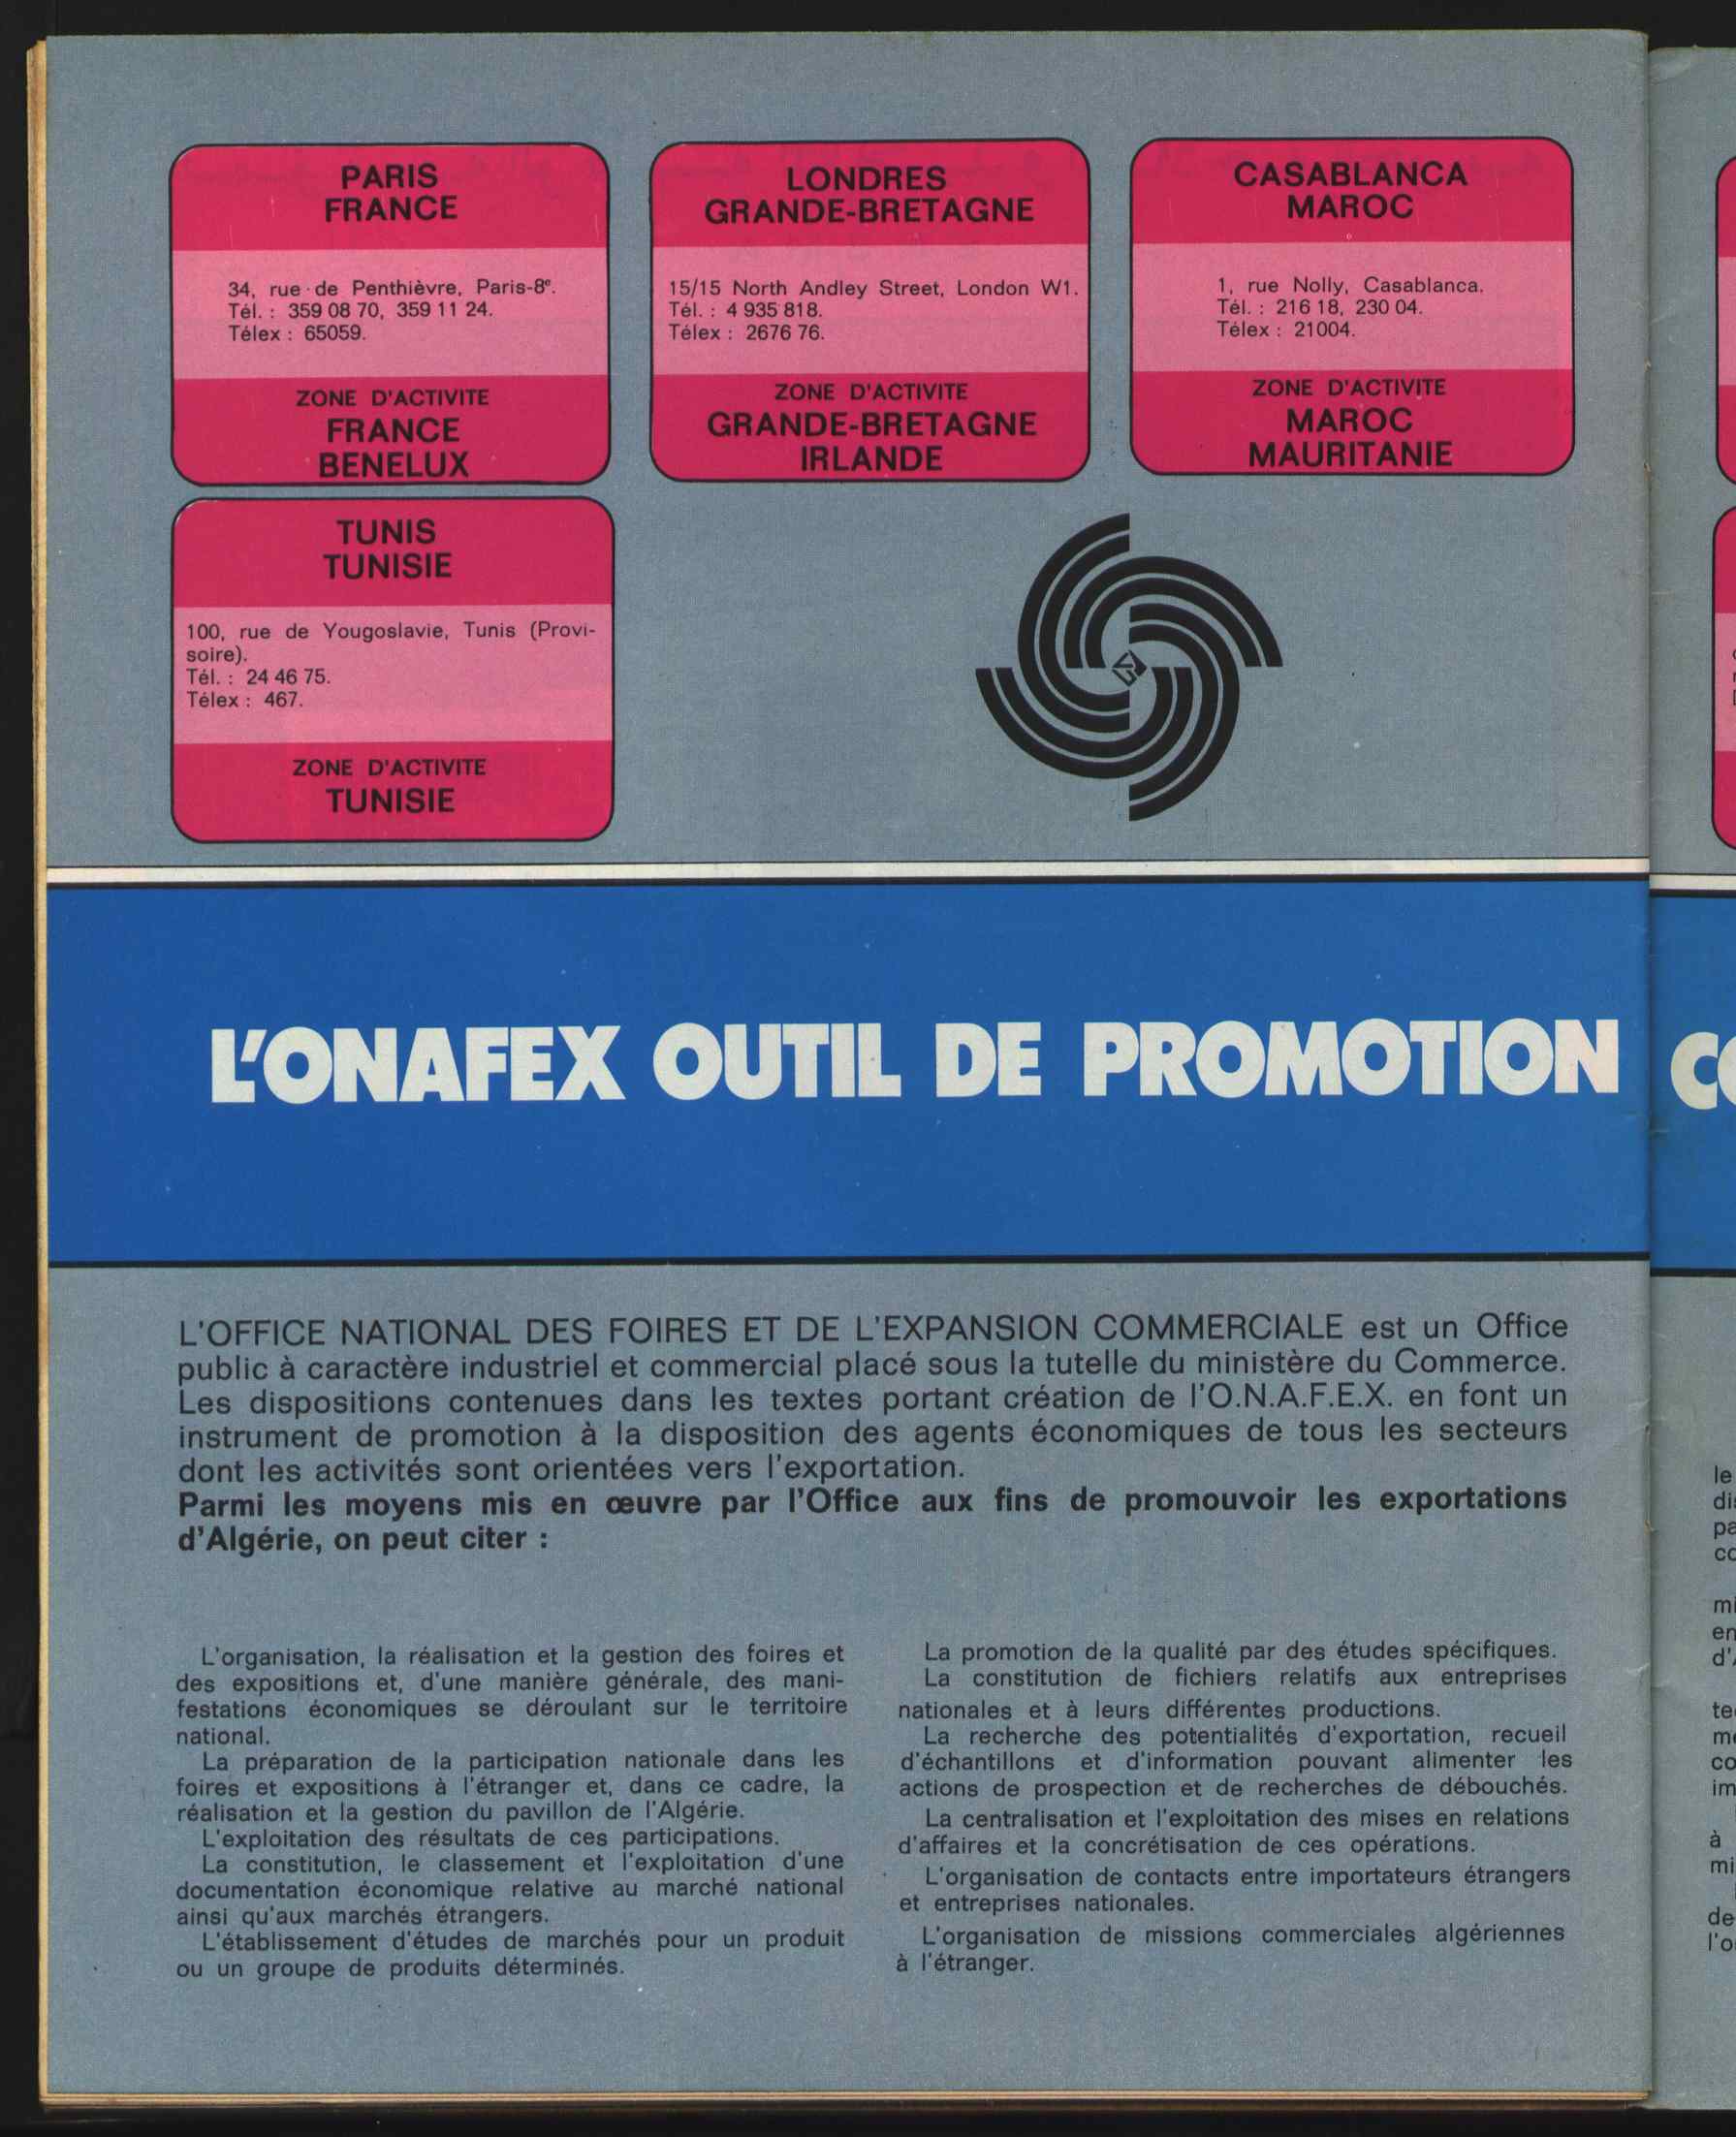 PARIS
FRANCE
34, rue de Penthièvre, Paris-8e.
Tél. : 359 08 70, 359 11 24.
Télex : 65059.
ZONE D'ACTIVITE
FRANCE
BENELUX
LONDRES
GRANDE-BRETAGNE
15/15 North Andley Street, London W1.
Tél. : 4 935 818.
Télex : 2676 76.
ZONE D'ACTIVITE
GRANDE-BRETAGNE
IRLANDE
CASABLANCA
MAROC
1, rue Nolly, Casablanca.
Tél. : 216 18, 230 04.
Télex : 21004.
ZONE D'ACTIVITE
MAROC
MAURITANIE
TUNIS
TUNISIE
100, rue de Yougoslavie, Tunis (Provi-
soire).
Tél. : 24 46 75.
Télex : 467.
ZONE D'ACTIVITE
TUNISIE
L'ONAFEX OUTIL DE PROMOTION
L'OFFICE NATIONAL DES FOIRES ET DE L'EXPANSION COMMERCIALE est un Office
public à caractère industriel et commercial placé sous la tutelle du ministère du Commerce.
Les dispositions contenues dans les textes portant création de l'O.N.A.F.E.X. en font un
instrument de promotion à la disposition des agents économiques de tous les secteurs
dont les activités sont orientées vers l'exportation.
Parmi les moyens mis en œuvre par l'Office aux fins de promouvoir les exportations
d'Algérie, on peut citer :
L'organisation, la réalisation et la gestion des foires et
des expositions et, d'une manière générale, des mani-
festations économiques se déroulant sur le territoire
national.
La préparation de la participation nationale dans les
foires et expositions à l'étranger et, dans ce cadre, la
réalisation et la gestion du pavillon de l'Algérie.
L'exploitation des résultats de ces participations.
La constitution, le classement et l'exploitation d'une
documentation économique relative au marché national
ainsi qu'aux marchés étrangers.
L'établissement d'études de marchés pour un produit
ou un groupe de produits déterminés.
La promotion de la qualité par des études spécifiques.
La constitution de fichiers relatifs aux entreprises
nationales et à leurs différentes productions.
La recherche des potentialités d'exportation, recueil
d'échantillons et d'information pouvant alimenter les
actions de prospection et de recherches de débouchés.
La centralisation et l'exploitation des mises en relations
d'affaires et la concrétisation de ces opérations.
L'organisation de contacts entre importateurs étrangers
et entreprises nationales.
L'organisation de missions commerciales algériennes
à l'étranger.